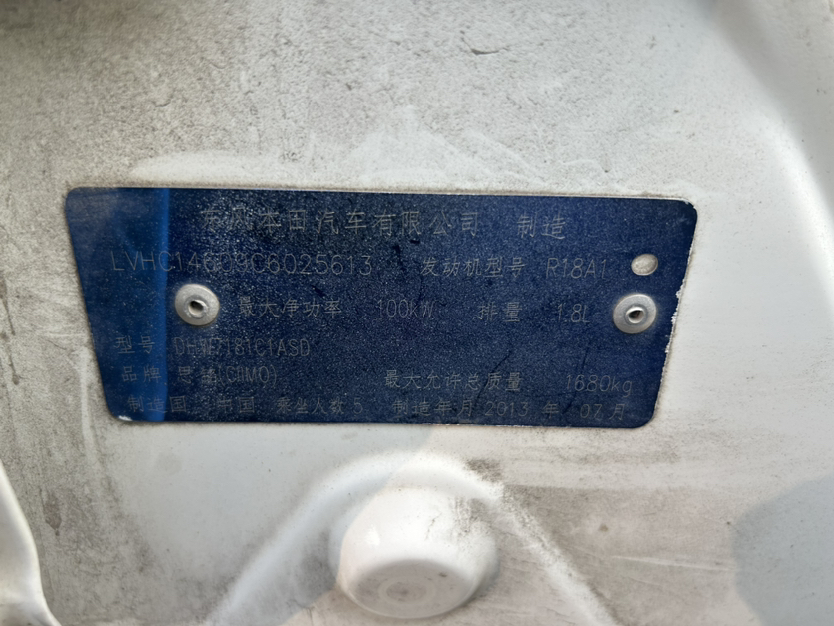 东风本田汽车有限公司 制造
发动机型号 R18A1
最大净功率 100kW 排量 1.8L
型号
品牌 思铭(CIIMO) 最大允许总质量 1680kg
制造国 中国 乘坐人数 5 制造年月 2013 年 07 月